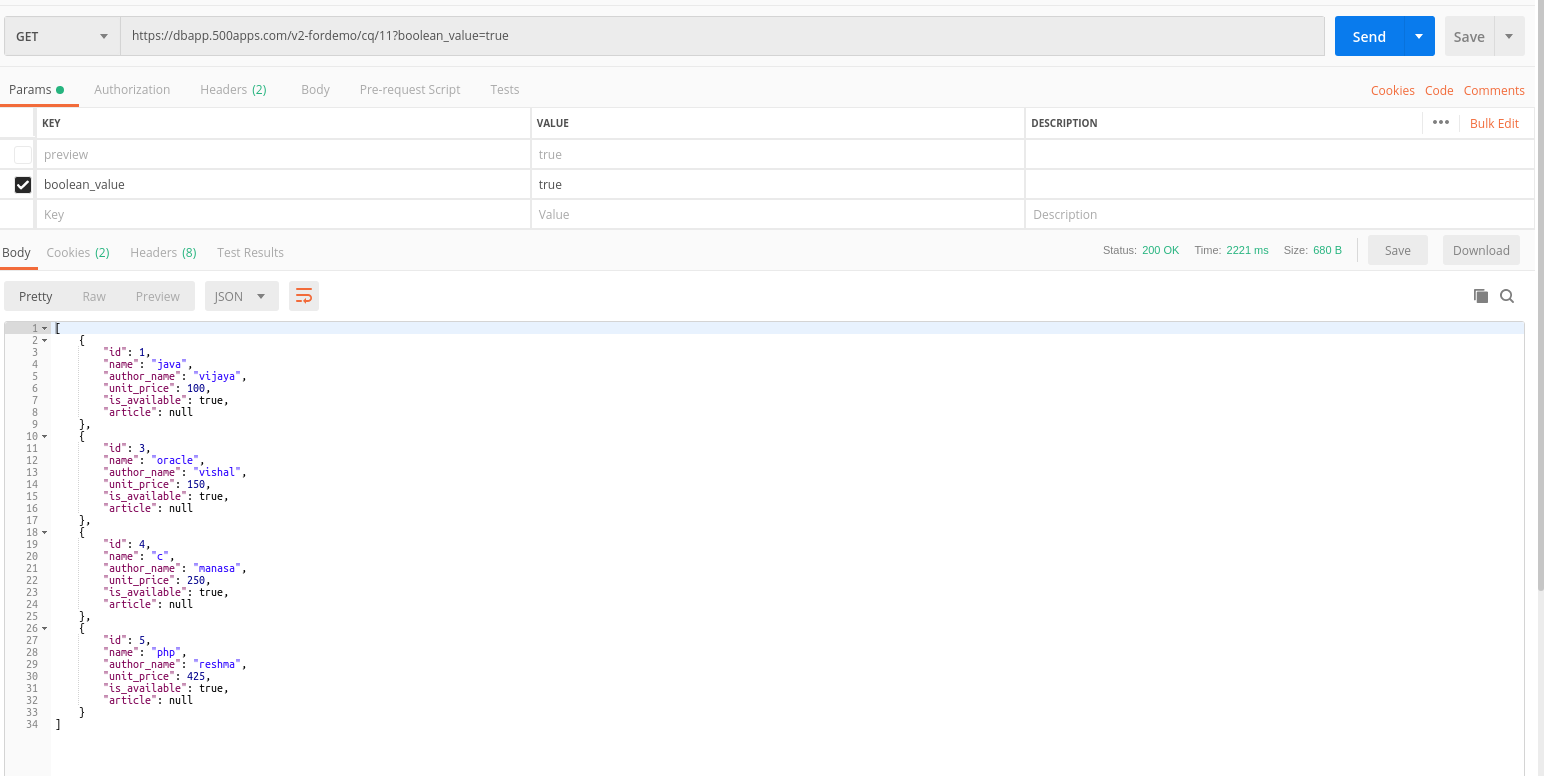 GET https://dbapp.500apps.com/v2-fordemo/cq/11?boolean_value=true Send Save
Params Authorization Headers (2) Body Pre-request Script Tests Cookies Code Comments
KEY VALUE DESCRIPTION ••• Bulk Edit
preview true
boolean_value true
Key Value Description
Body Cookies (2) Headers (8) Test Results Status: 200 OK Time: 2221 ms Size: 680 B Save Download
Pretty Raw Preview JSON
1 [
2 {
3 "id": 1,
4 "name": "java",
5 "author_name": "vijaya",
6 "unit_price": 100,
7 "is_available": true,
8 "article": null
9 },
10 {
11 "id": 3,
12 "name": "oracle",
13 "author_name": "vishal",
14 "unit_price": 150,
15 "is_available": true,
16 "article": null
17 },
18 {
19 "id": 4,
20 "name": "c",
21 "author_name": "manasa",
22 "unit_price": 250,
23 "is_available": true,
24 "article": null
25 },
26 {
27 "id": 5,
28 "name": "php",
29 "author_name": "reshma",
30 "unit_price": 425,
31 "is_available": true,
32 "article": null
33 }
34 ]